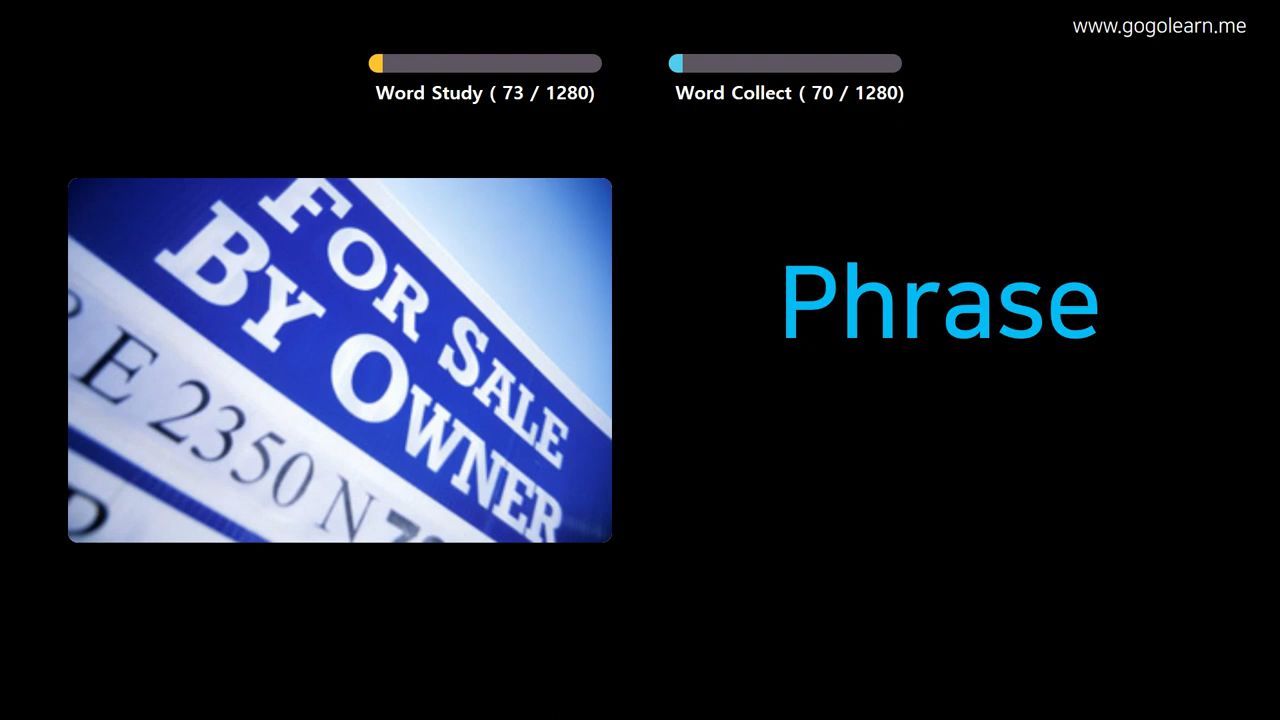 www.gogolearn.me
Word Study ( 73 / 1280)
Word Collect ( 70 / 1280)
FOR SALE
BY OWNER
E 2350 N
Phrase